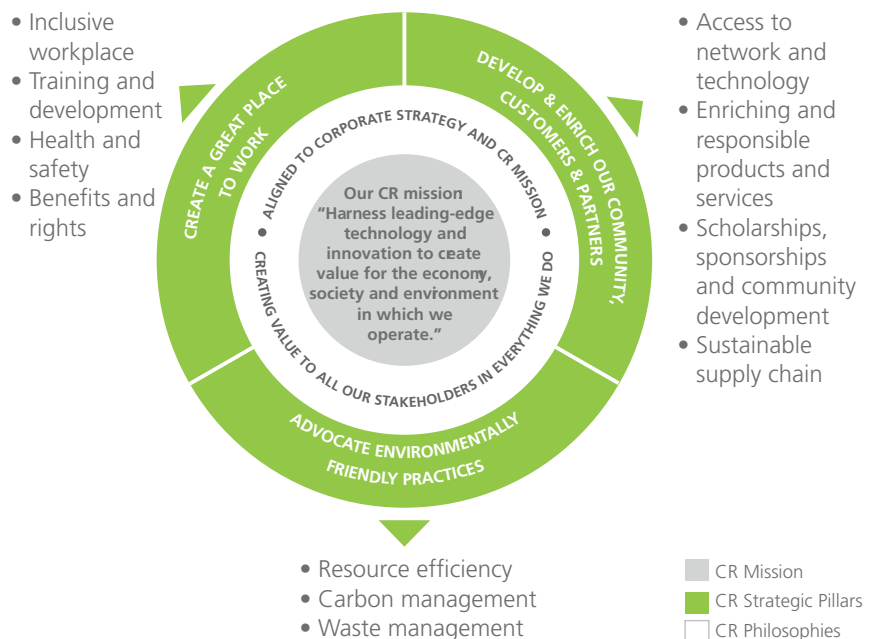 • Inclusive
workplace
• Training and
development
• Health and
safety
• Benefits and
rights
CREATE A GREAT PLACE
TO WORK
DEVELOP & ENRICH OUR COMMUNITY,
CUSTOMERS & PARTNERS
• Access to
network and
technology
• Enriching and
responsible
products and
services
• Scholarships,
sponsorships
and community
development
• Sustainable
supply chain
• ALIGNED TO CORPORATE STRATEGY AND CR MISSION •
CREATING VALUE TO ALL OUR STAKEHOLDERS IN EVERYTHING WE DO
Our CR mission
"Harness leading-edge
technology and
innovation to create
value for the economy,
society and environment
in which we
operate."
ADVOCATE ENVIRONMENTALLY
FRIENDLY PRACTICES
• Resource efficiency
• Carbon management
• Waste management
CR Mission
CR Strategic Pillars
CR Philosophies